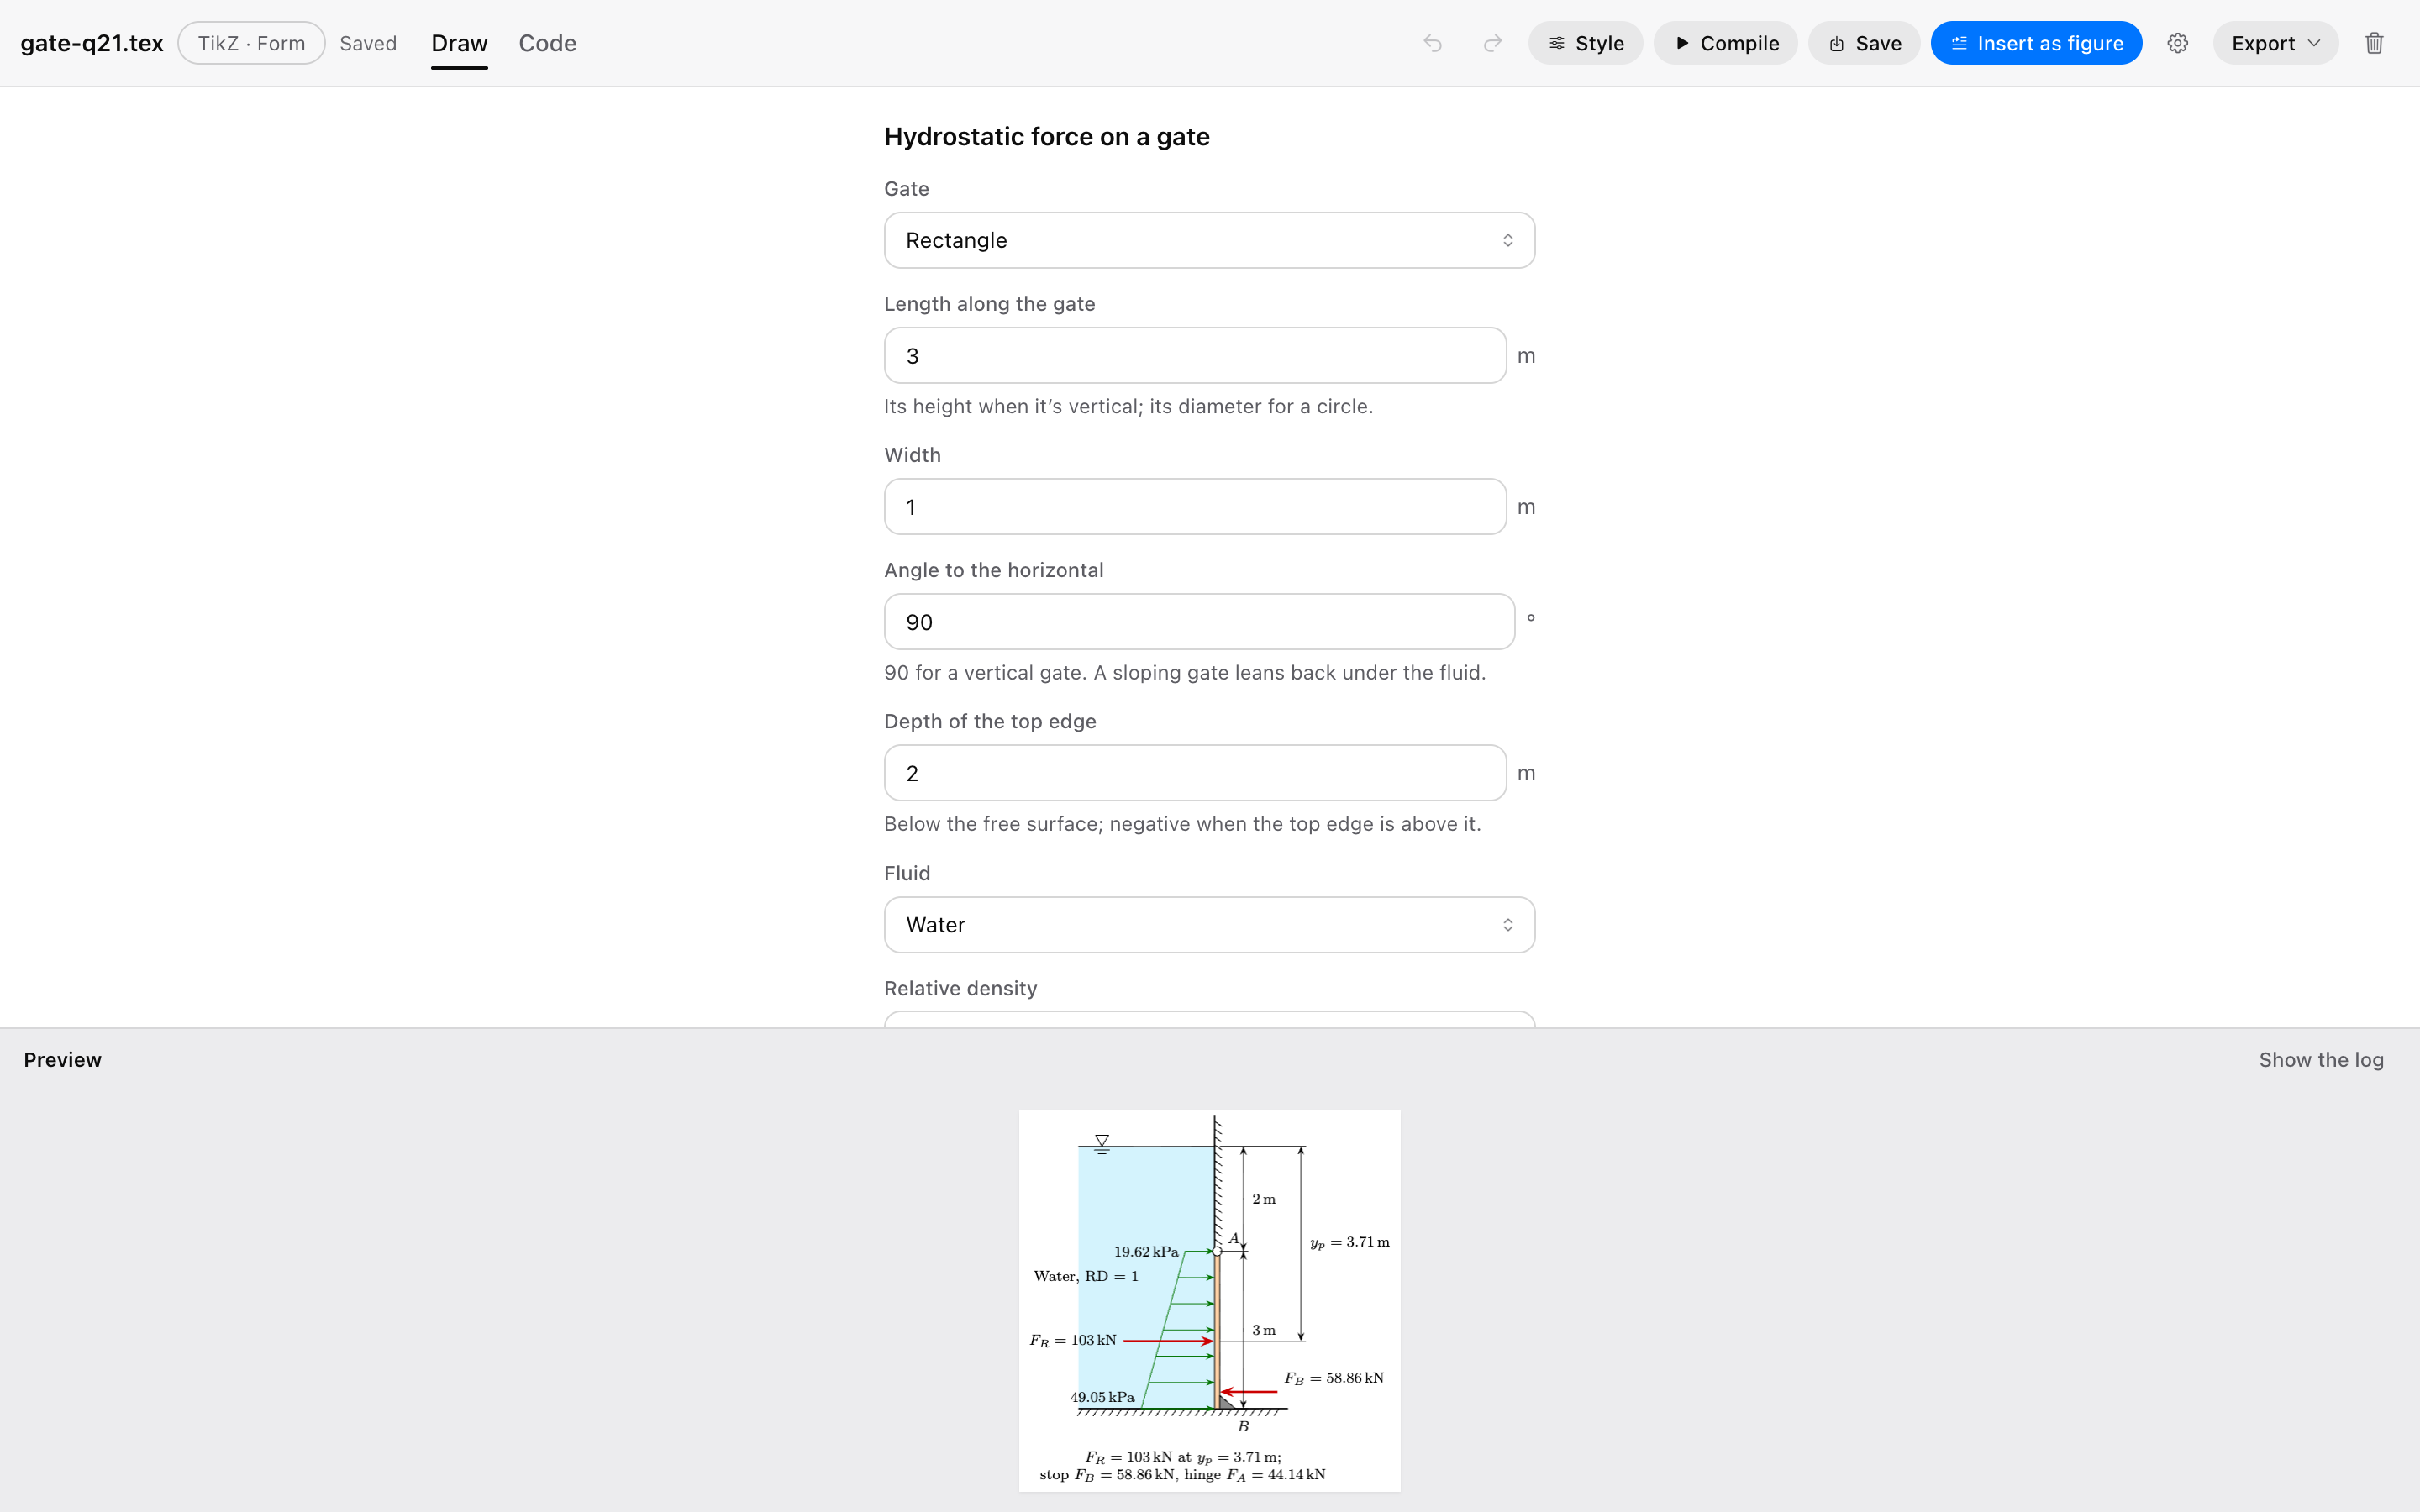 gate-q21.tex TikZ · Form Saved Draw Code Style Compile Save Insert as figure Export
Hydrostatic force on a gate
Gate
Rectangle
Length along the gate
3 m
Its height when it’s vertical; its diameter for a circle.
Width
1 m
Angle to the horizontal
90 °
90 for a vertical gate. A sloping gate leans back under the fluid.
Depth of the top edge
2 m
Below the free surface; negative when the top edge is above it.
Fluid
Water
Relative density
Preview Show the log
2 m
A
19.62 kPa
yₚ = 3.71 m
Water, RD = 1
3 m
F_R = 103 kN
F_B = 58.86 kN
49.05 kPa
B
F_R = 103 kN at yₚ = 3.71 m;
stop F_B = 58.86 kN, hinge F_A = 44.14 kN